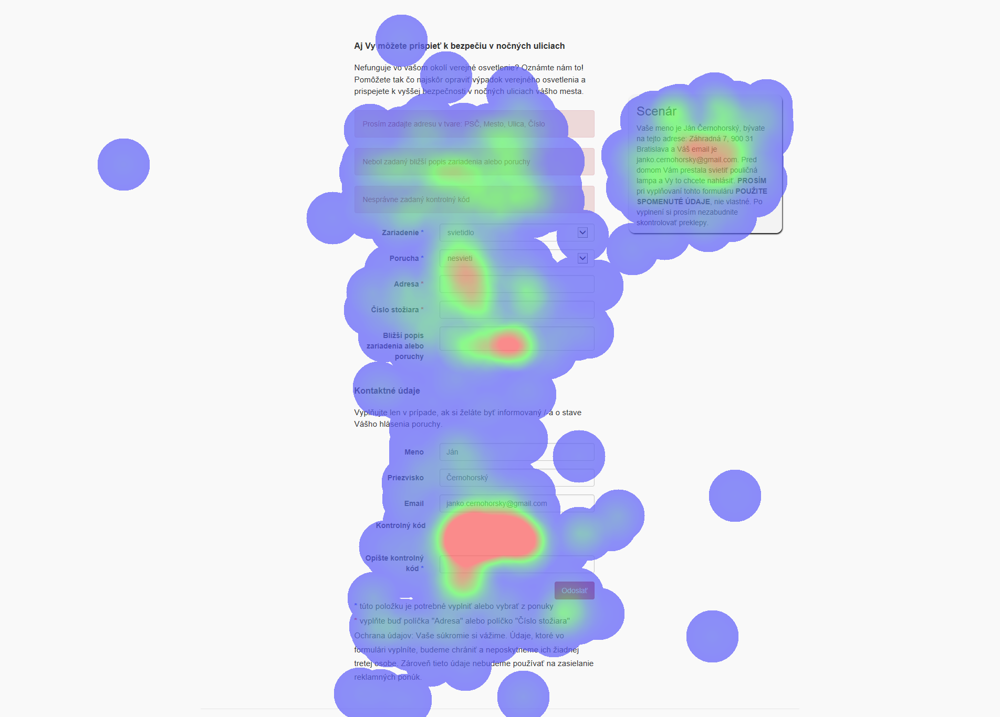 Aj Vy môžete prispieť k bezpečiu v nočných uliciach
Nefunguje vo vašom okolí verejné osvetlenie? Oznámte nám to!
Pomôžete tak čo najskôr opraviť výpadok verejného osvetlenia a
prispejete k vyššej bezpečnosti v nočných uliciach vášho mesta.
Prosím zadajte adresu v tvare: PSČ, Mesto, Ulica, Číslo
Nebol zadaný bližší popis zariadenia alebo poruchy
Nesprávne zadaný kontrolný kód
Zariadenie * svietidlo
Porucha * nesvieti
Adresa *
Číslo stožiara *
Bližší popis
zariadenia alebo
poruchy
Kontaktné údaje
Vyplňujte len v prípade, ak si želáte byť informovaný /-á o stave
Vášho hlásenia poruchy.
Meno Ján
Priezvisko Černohorský
Email janko.cernohorsky@gmail.com
Kontrolný kód
Opíšte kontrolný
kód *
Odoslať
* túto položku je potrebné vyplniť alebo vybrať z ponuky
* vyplňte buď políčka "Adresa" alebo políčko "Číslo stožiara"
Ochrana údajov: Vaše súkromie si vážime. Údaje, ktoré vo
formulári vyplníte, budeme chrániť a neposkytneme ich žiadnej
tretej osobe. Zároveň tieto údaje nebudeme používať na zasielanie
reklamných ponúk.
Scenár
Vaše meno je Ján Černohorský, bývate
na tejto adrese: Záhradná 7, 900 31
Bratislava a Váš email je
janko.cernohorsky@gmail.com. Pred
domom Vám prestala svietiť pouličná
lampa a Vy to chcete nahlásiť. PROSÍM
pri vyplňovaní tohto formuláru POUŽITE
SPOMENUTÉ ÚDAJE, nie vlastné. Po
vyplnení si prosím nezabudnite
skontrolovať preklepy.